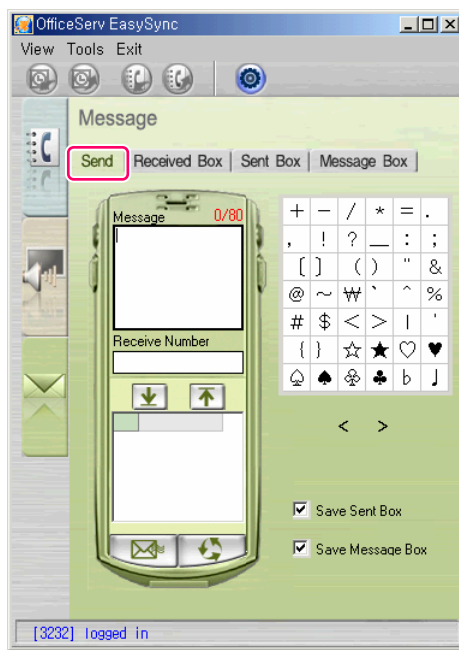 OfficeServ EasySync
View Tools Exit
Message
Send Received Box Sent Box Message Box
Message 0/80
Receive Number
+ − / * = .
, ! ? _ : ;
[ ] ( ) " &
@ ~ ₩ ` ^ %
# $ < > | '
{ } ☆ ★ ♡ ♥
♤ ♠ ♧ ♣ ♭ ♩
< >
Save Sent Box
Save Message Box
[3232] logged in